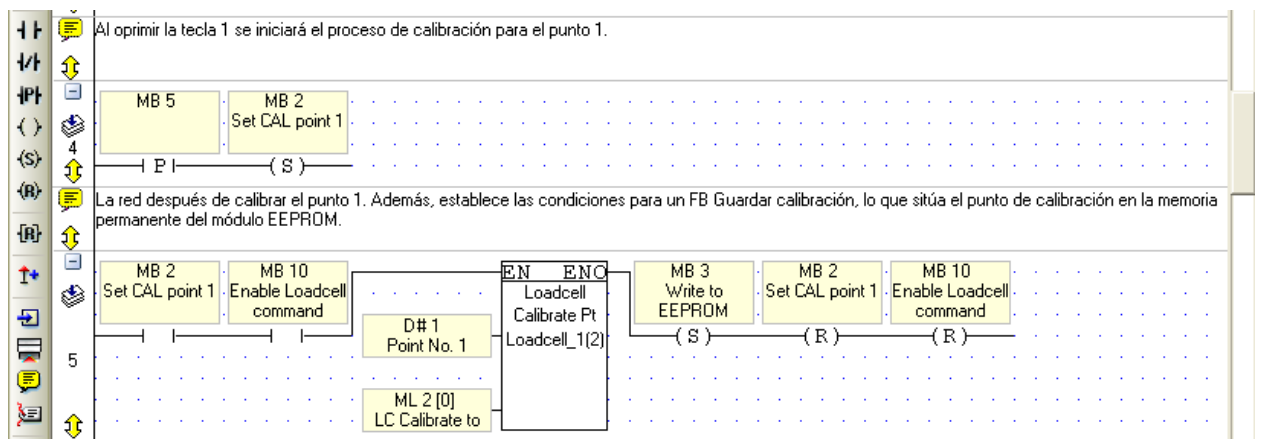 Al oprimir la tecla 1 se iniciará el proceso de calibración para el punto 1.
MB 5
MB 2
Set CAL point 1
4
P
( S )
La red después de calibrar el punto 1. Además, establece las condiciones para un FB Guardar calibración, lo que sitúa el punto de calibración en la memoria
permanente del módulo EEPROM.
MB 2
Set CAL point 1
MB 10
Enable Loadcell
command
EN ENO
Loadcell
Calibrate Pt
Loadcell_1(2)
D# 1
Point No. 1
ML 2 [0]
LC Calibrate to
MB 3
Write to
EEPROM
( S )
MB 2
Set CAL point 1
( R )
MB 10
Enable Loadcell
command
( R )
5
P
(S)
(R)
{R}